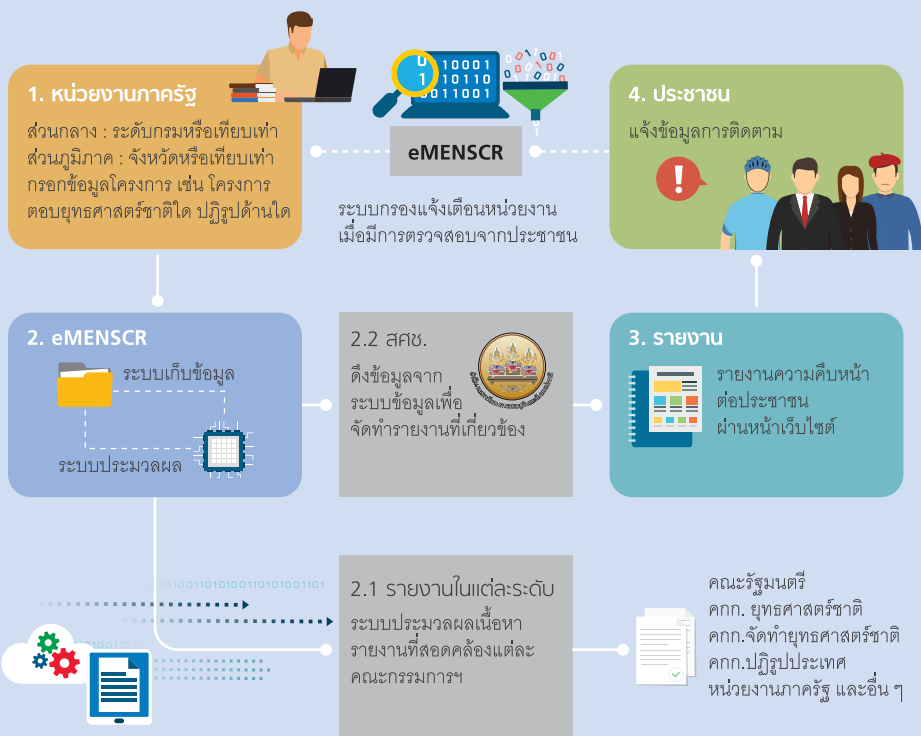 1. หน่วยงานภาครัฐ
ส่วนกลาง : ระดับกรมหรือเทียบเท่า
ส่วนภูมิภาค : จังหวัดหรือเทียบเท่า
กรอกข้อมูลโครงการ เช่น โครงการ
ตอบยุทธศาสตร์ชาติใด ปฏิรูปด้านใด
10001
10110
0011001
eMENSCR
ระบบกรองแจ้งเตือนหน่วยงาน
เมื่อมีการตรวจสอบจากประชาชน
4. ประชาชน
แจ้งข้อมูลการติดตาม
!
2. eMENSCR
ระบบเก็บข้อมูล
ระบบประมวลผล
2.2 สศช.
ดึงข้อมูลจาก
ระบบข้อมูลเพื่อ
จัดทำรายงานที่เกี่ยวข้อง
3. รายงาน
รายงานความคืบหน้า
ต่อประชาชน
ผ่านหน้าเว็บไซต์
2.1 รายงานในแต่ละระดับ
ระบบประมวลผลเนื้อหา
รายงานที่สอดคล้องแต่ละ
คณะกรรมการฯ
คณะรัฐมนตรี
คกก. ยุทธศาสตร์ชาติ
คกก.จัดทำยุทธศาสตร์ชาติ
คกก.ปฏิรูปประเทศ
หน่วยงานภาครัฐ และอื่น ๆ